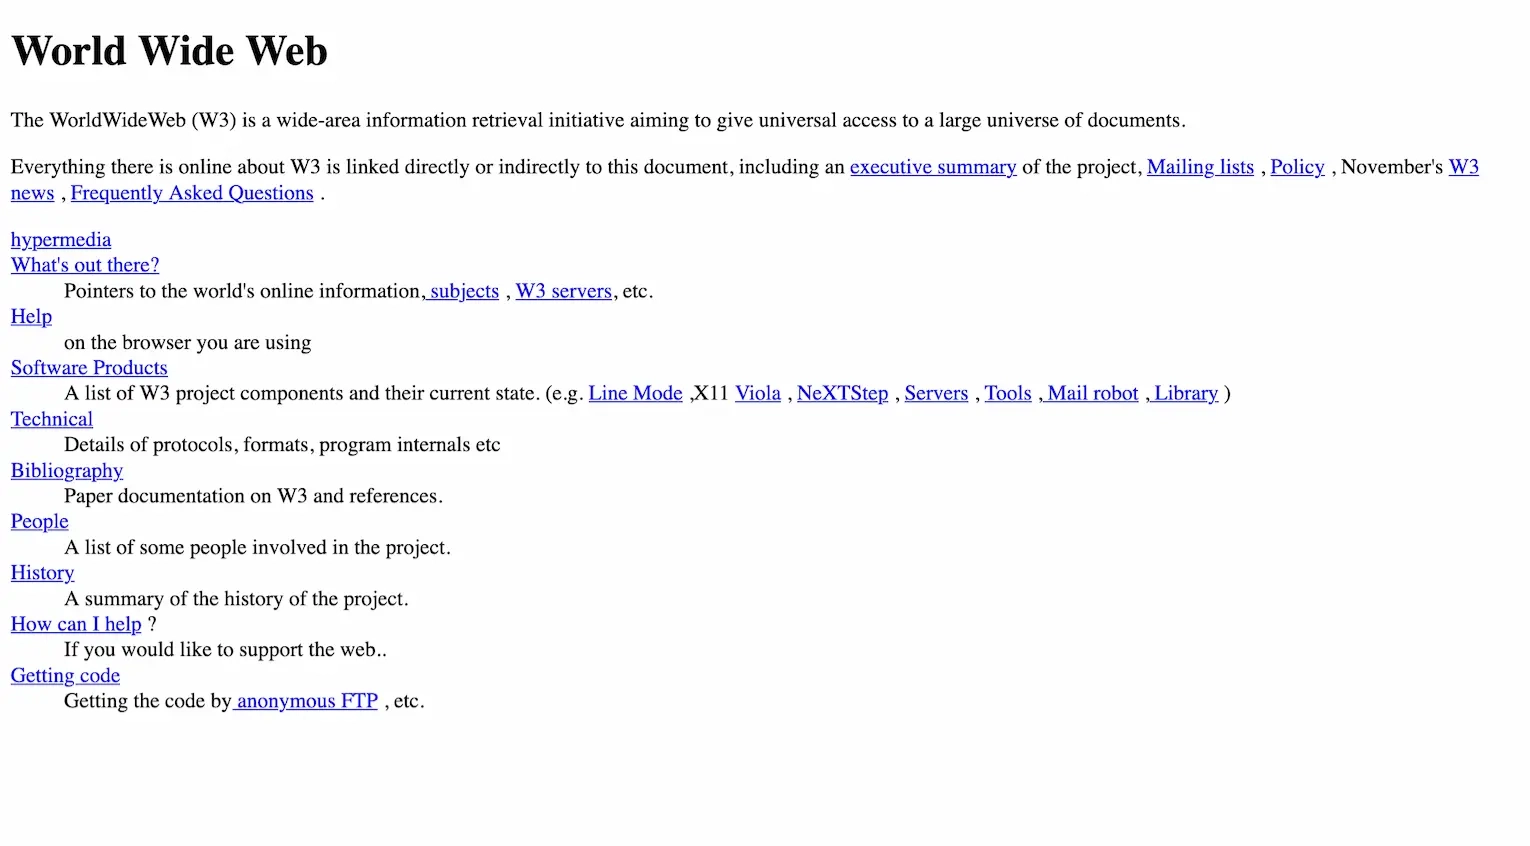 World Wide Web
The WorldWideWeb (W3) is a wide-area information retrieval initiative aiming to give universal access to a large universe of documents.
Everything there is online about W3 is linked directly or indirectly to this document, including an executive summary of the project, Mailing lists , Policy , November's W3
news , Frequently Asked Questions .
hypermedia
What's out there?
Pointers to the world's online information, subjects , W3 servers, etc.
Help
on the browser you are using
Software Products
A list of W3 project components and their current state. (e.g. Line Mode ,X11 Viola , NeXTStep , Servers , Tools , Mail robot , Library )
Technical
Details of protocols, formats, program internals etc
Bibliography
Paper documentation on W3 and references.
People
A list of some people involved in the project.
History
A summary of the history of the project.
How can I help ?
If you would like to support the web..
Getting code
Getting the code by anonymous FTP , etc.